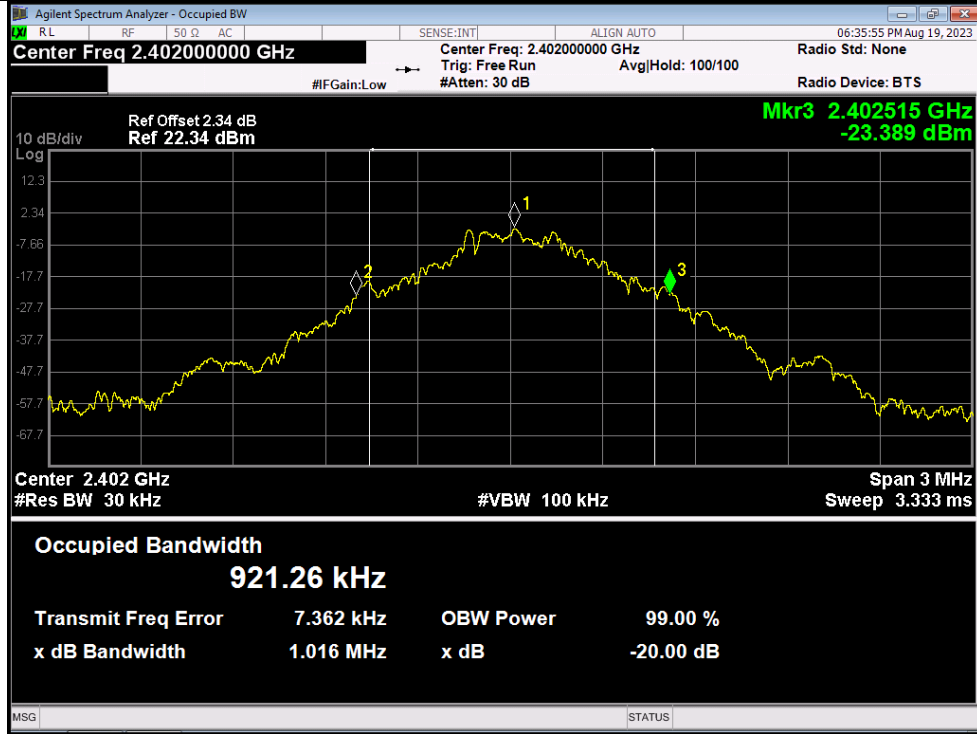 Agilent Spectrum Analyzer - Occupied BW
LXI RL RF 50 Ω AC SENSE:INT ALIGN AUTO 06:35:55 PM Aug 19, 2023
Center Freq 2.402000000 GHz
Center Freq: 2.402000000 GHz
Radio Std: None
Trig: Free Run Avg|Hold: 100/100
#IFGain:Low
#Atten: 30 dB
Radio Device: BTS
Mkr3 2.402515 GHz
-23.389 dBm
Ref Offset 2.34 dB
10 dB/div Ref 22.34 dBm
Log
12.3
2.34
-7.66
-17.7
-27.7
-37.7
-47.7
-57.7
-67.7
1
2
3
Center 2.402 GHz Span 3 MHz
#Res BW 30 kHz #VBW 100 kHz Sweep 3.333 ms
Occupied Bandwidth
921.26 kHz
Transmit Freq Error 7.362 kHz OBW Power 99.00 %
x dB Bandwidth 1.016 MHz x dB -20.00 dB
MSG STATUS